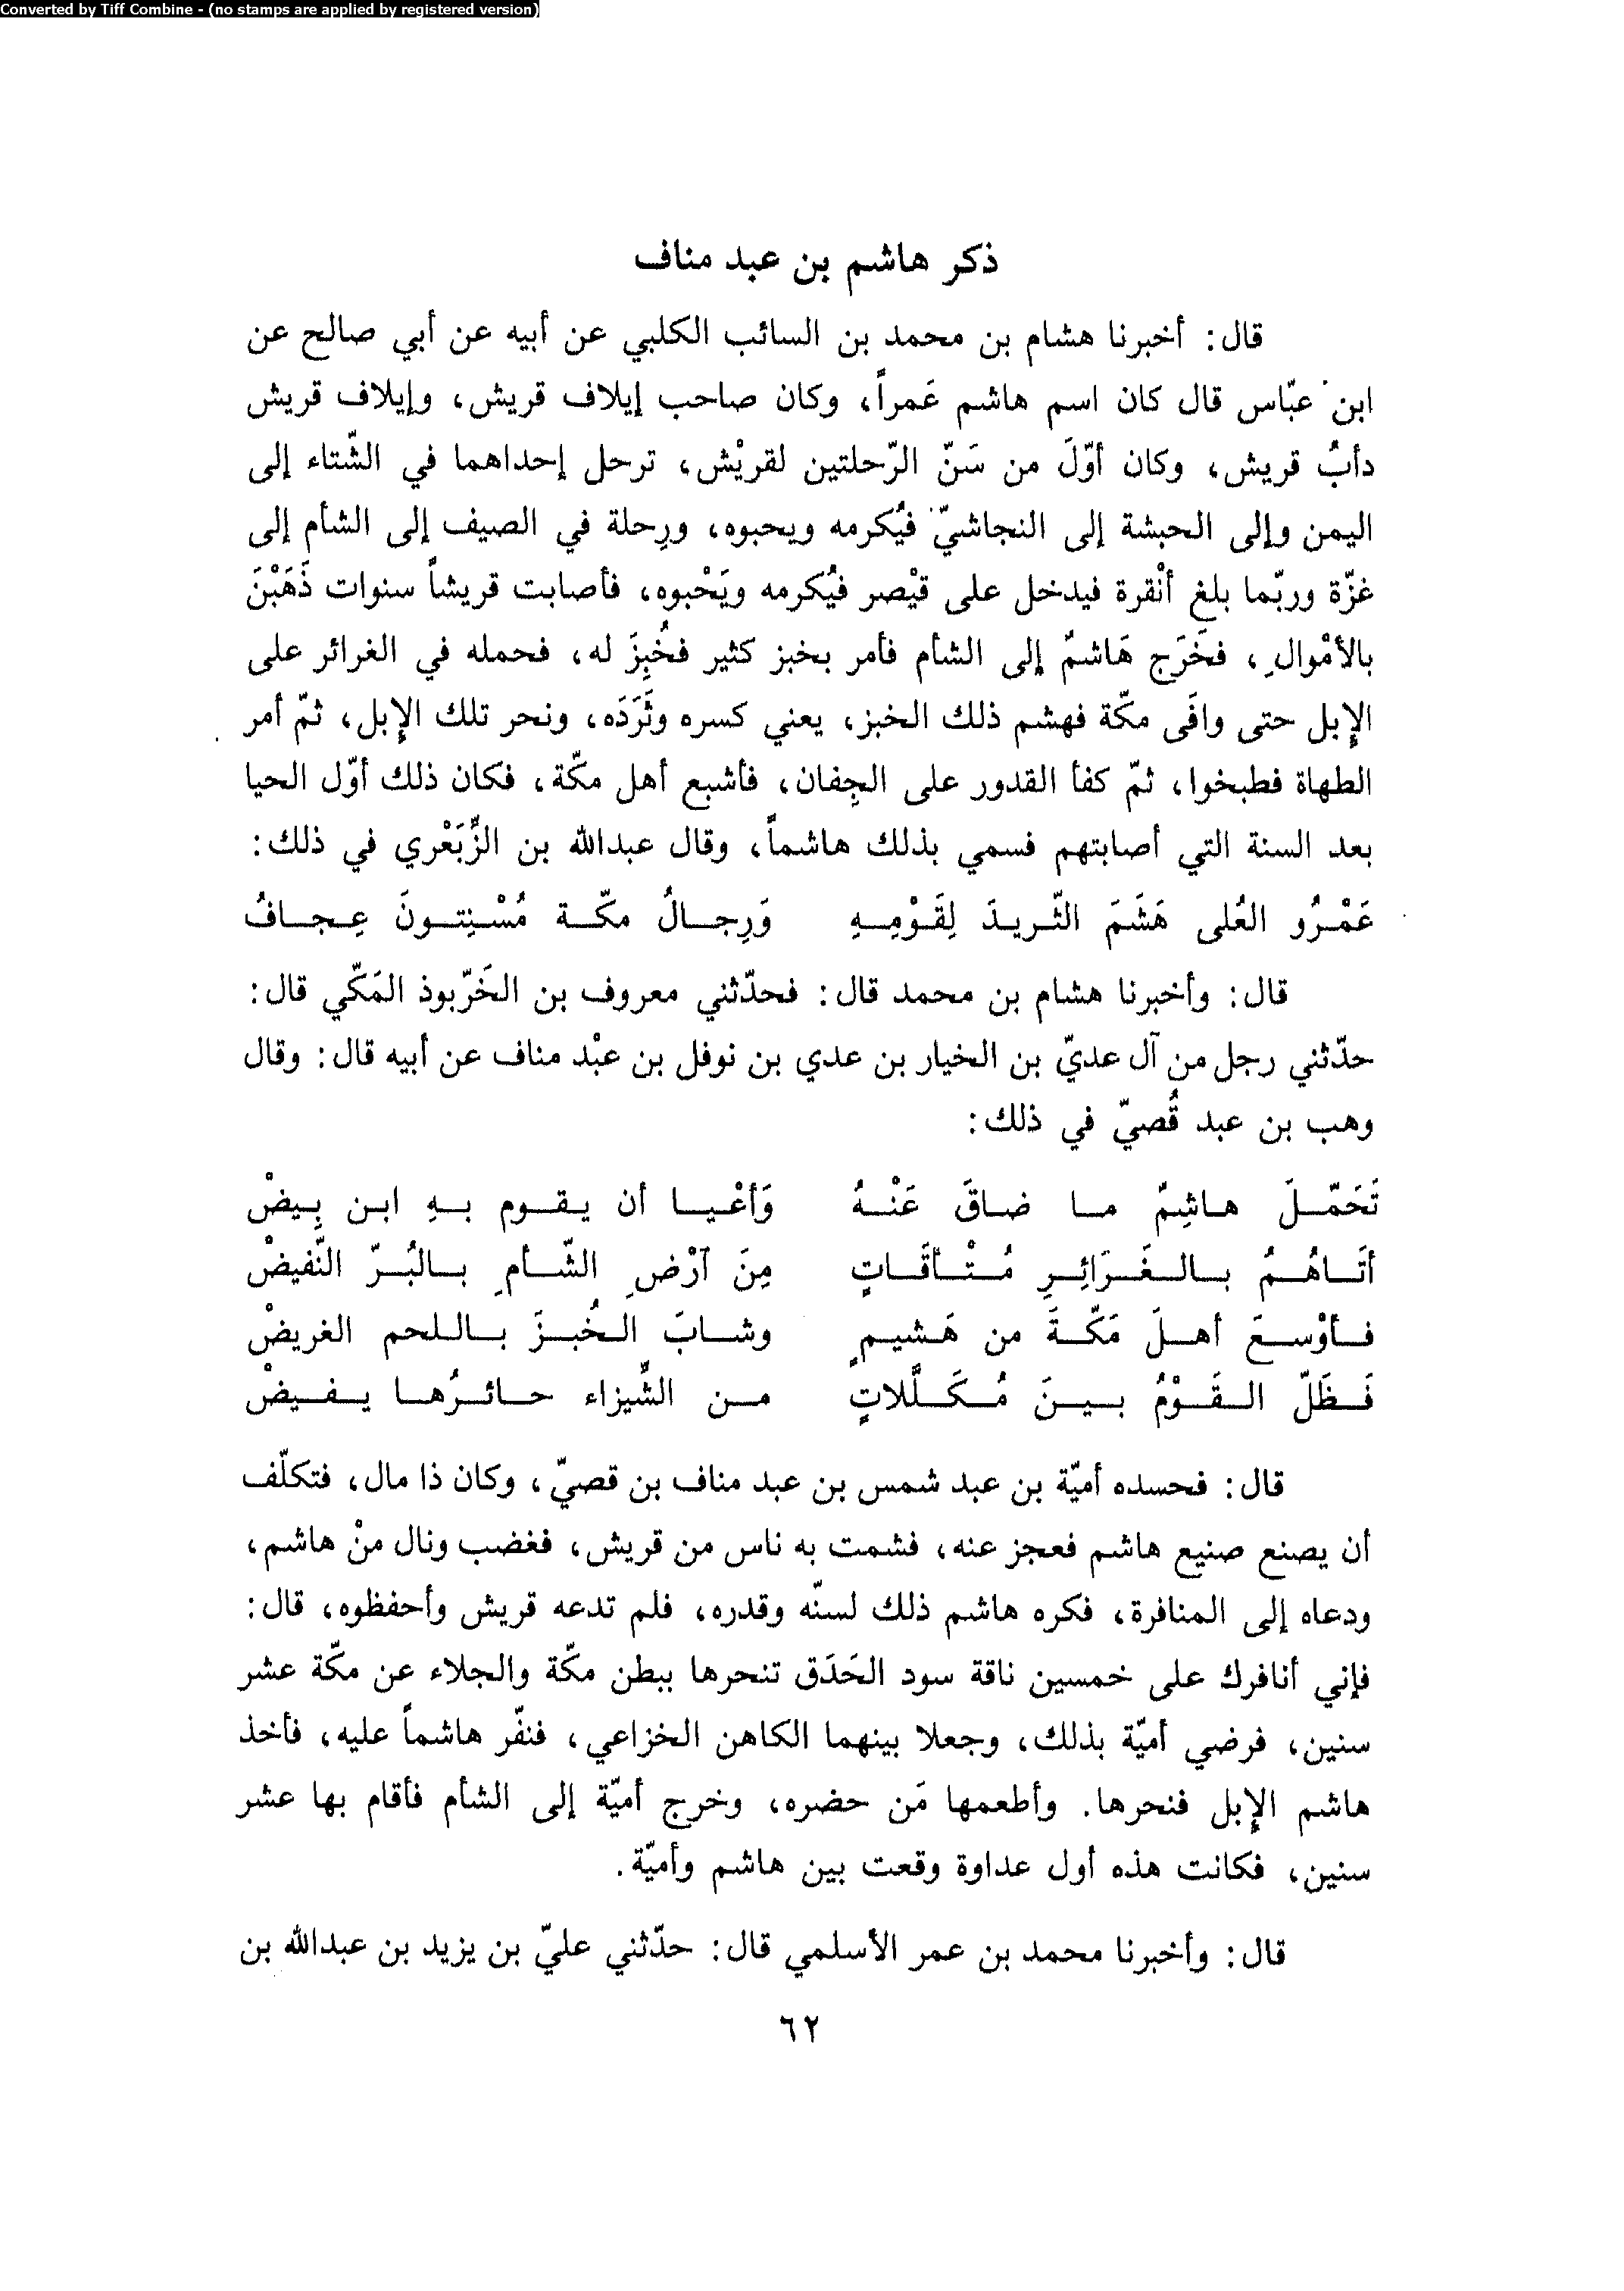 Converted by Tiff Combine - (no stamps are applied by registered version)
ذكر هاشم بن عبد مناف
قال: أخبرنا هشام بن محمد بن السائب الكلبي عن أبيه عن أبي صالح عن
ابن عبّاس قال كان اسم هاشم عَمراً، وكان صاحب إيلاف قريش، وإيلاف قريش
دأبُ قريش، وكان أوّلَ من سَنّ الرّحلتين لقريْش، ترحل إحداهما في الشّتاء إلى
اليمن وإلى الحبشة إلى النجاشيّ فيُكرمه ويحبوه، ورِحلة في الصيف إلى الشأم إلى
غزّة وربّما بلغ أنْقرة فيدخل على قيْصر فيُكرمه ويَحْبوه، فأصابت قريشاً سنوات ذَهَبْنَ
بالأمْوالِ، فخَرَج هَاشمٌ إلى الشأم فأمر بخبز كثير فخُبِزَ له، فحمله في الغرائر على
الإبل حتى وافَى مكّة فهشم ذلك الخبز، يعني كسره وثَرَدَه، ونحر تلك الإبل، ثمّ أمر
الطهاة فطبخوا، ثمّ كفأ القدور على الجِفان، فأشبع أهل مكّة، فكان ذلك أوّل الحيا
بعد السنة التي أصابتهم فسمي بذلك هاشماً، وقال عبدالله بن الزِّبَعْري في ذلك:
عَمْرُو العُلى هَشَمَ الثّريدَ لِقَوْمِهِ وَرِجالُ مكّة مُسْنِتونَ عِجافُ
قال: وأخبرنا هشام بن محمد قال: فحدّثني معروف بن الخَرّبوذ المَكّي قال:
حدّثني رجل من آل عديّ بن الخيار بن عدي بن نوفل بن عبْد مناف عن أبيه قال: وقال
وهب بن عبد قُصيّ في ذلك:
تَحَمّلَ هاشِمٌ ما ضاقَ عَنْهُ وَأعْيا أن يقوم بهِ ابن بِيضْ
أتَاهُمُ بالغَرَائِرِ مُتْأقَاتٍ مِنَ آرْضِ الشّأمِ بالبُرّ النّفيضْ
فأوْسعَ أهلَ مَكّةَ من هَشيمٍ وشابَ الخُبزَ باللحم الغريضْ
فَظَلّ القَوْمُ بينَ مُكَلَّلاتٍ من الشِّيزاء حائرُها يفيضْ
قال: فحسده أميّة بن عبد شمس بن عبد مناف بن قصيّ، وكان ذا مال، فتكلّف
أن يصنع صنيع هاشم فعجز عنه، فشمت به ناس من قريش، فغضب ونال منْ هاشم،
ودعاه إلى المنافرة، فكره هاشم ذلك لسنّه وقدره، فلم تدعه قريش وأحفظوه، قال:
فإني أنافرك على خمسين ناقة سود الحَدَق تنحرها ببطن مكّة والجلاء عن مكّة عشر
سنين، فرضي أميّة بذلك، وجعلا بينهما الكاهن الخزاعي، فنفّر هاشماً عليه، فأخذ
هاشم الإبل فنحرها. وأطعمها مَن حضره، وخرج أميّة إلى الشأم فأقام بها عشر
سنين، فكانت هذه أول عداوة وقعت بين هاشم وأميّة.
قال: وأخبرنا محمد بن عمر الأسلمي قال: حدّثني عليّ بن يزيد بن عبدالله بن
٦٢